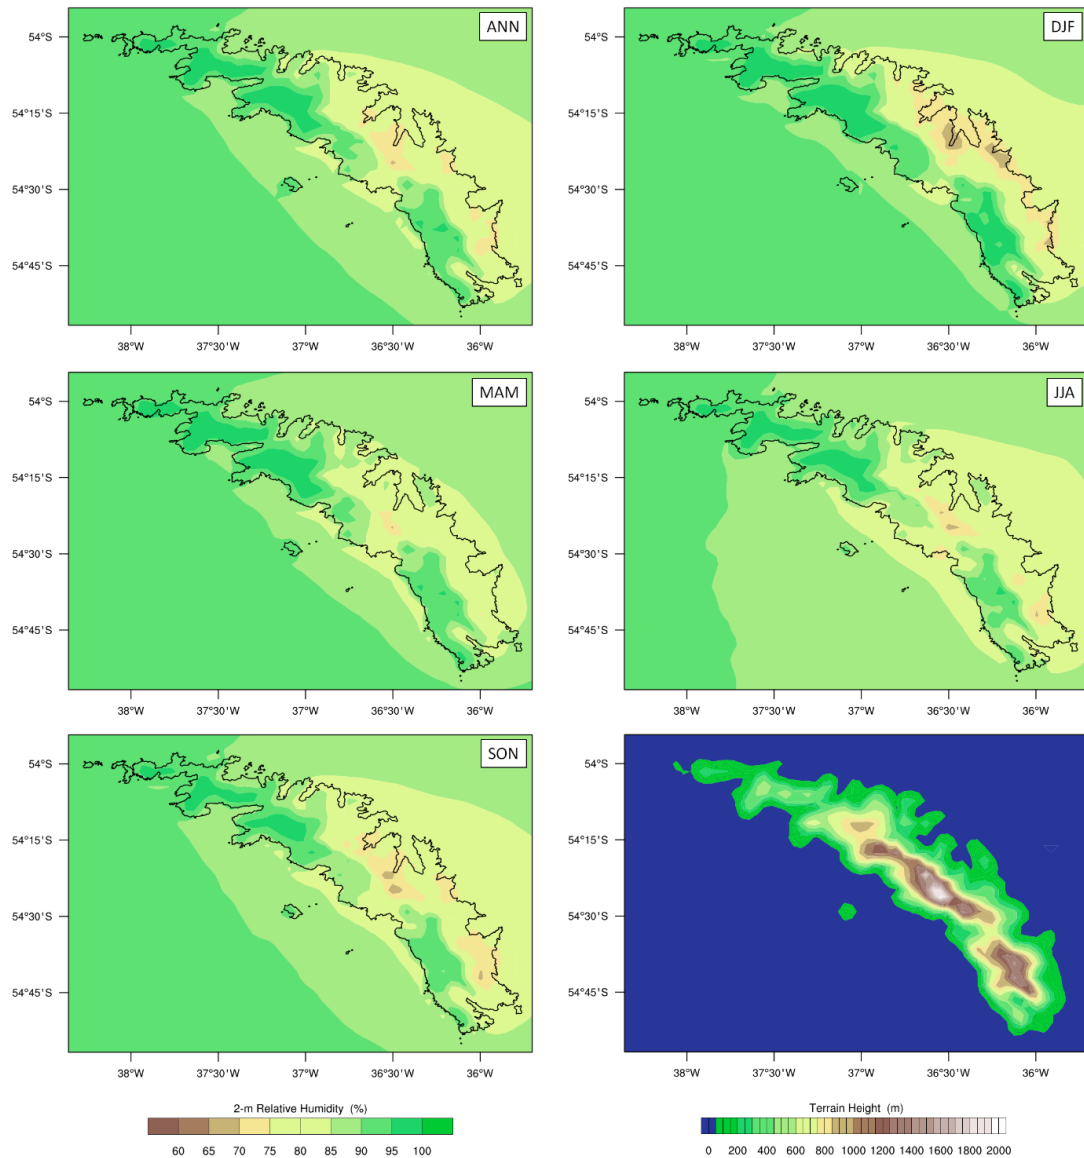 ANN
54°S
54°15'S
54°30'S
54°45'S
38°W 37°30'W 37°W 36°30'W 36°W
DJF
54°S
54°15'S
54°30'S
54°45'S
38°W 37°30'W 37°W 36°30'W 36°W
MAM
54°S
54°15'S
54°30'S
54°45'S
38°W 37°30'W 37°W 36°30'W 36°W
JJA
54°S
54°15'S
54°30'S
54°45'S
38°W 37°30'W 37°W 36°30'W 36°W
SON
54°S
54°15'S
54°30'S
54°45'S
38°W 37°30'W 37°W 36°30'W 36°W
54°S
54°15'S
54°30'S
54°45'S
38°W 37°30'W 37°W 36°30'W 36°W
2-m Relative Humidity (%)
60 65 70 75 80 85 90 95 100
Terrain Height (m)
0 200 400 600 800 1000 1200 1400 1600 1800 2000